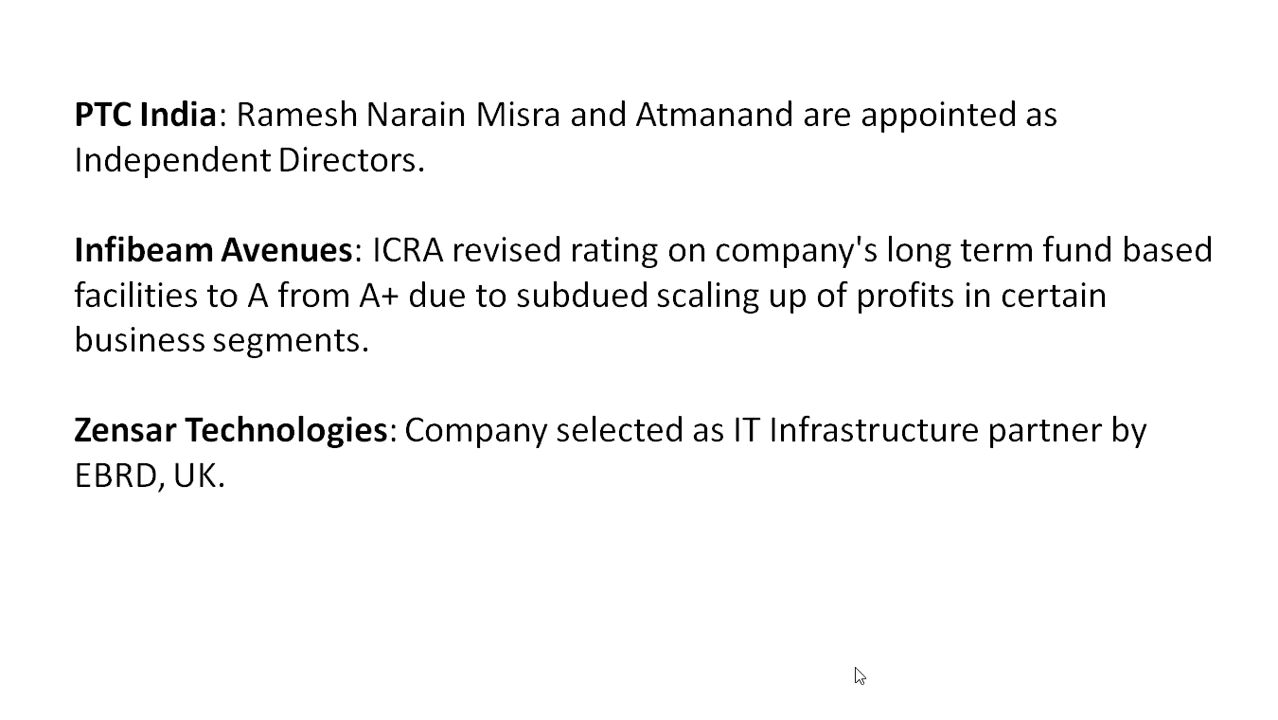 PTC India: Ramesh Narain Misra and Atmanand are appointed as
Independent Directors.
Infibeam Avenues: ICRA revised rating on company's long term fund based
facilities to A from A+ due to subdued scaling up of profits in certain
business segments.
Zensar Technologies: Company selected as IT Infrastructure partner by
EBRD, UK.